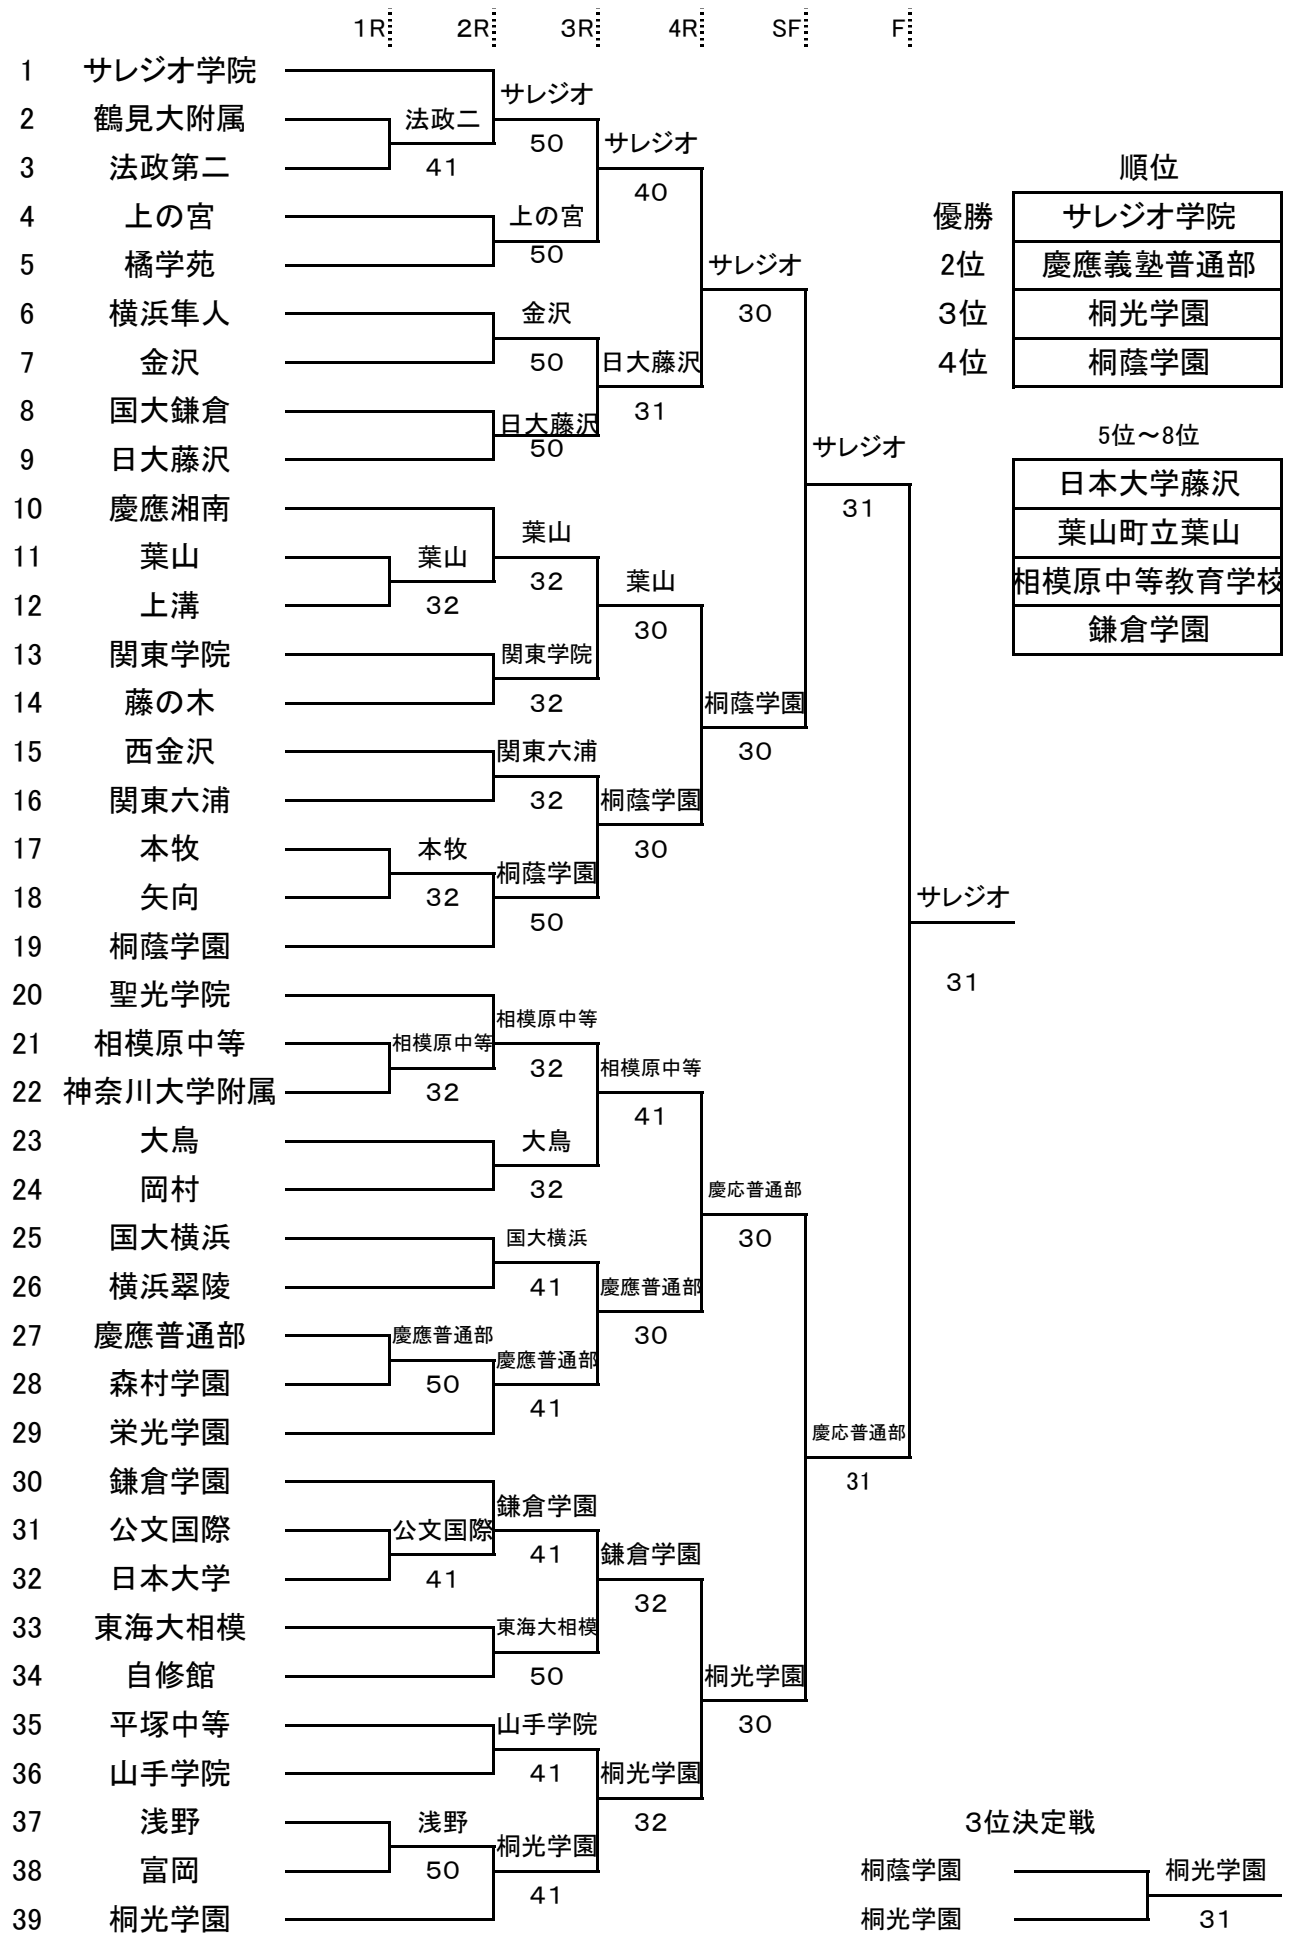 1R 2R 3R 4R SF F
1 サレジオ学院
サレジオ
2 鶴見大附属 法政二
50 サレジオ
3 法政第二 41 順位
40
4 上の宮 上の宮 優勝 サレジオ学院
50
5 橘学苑 サレジオ 2位 慶應義塾普通部
6 横浜隼人 金沢 30 3位 桐光学園
7 金沢 50 日大藤沢 4位 桐蔭学園
8 国大鎌倉 日大藤沢 31
50 サレジオ 5位～8位
9 日大藤沢
日本大学藤沢
10 慶應湘南 31
葉山 葉山町立葉山
11 葉山 葉山
32 葉山 相模原中等教育学校
12 上溝 32
30 鎌倉学園
13 関東学院 関東学院
14 藤の木 32 桐蔭学園
15 西金沢 関東六浦 30
16 関東六浦 32 桐蔭学園
17 本牧 本牧 30
桐蔭学園
18 矢向 32 サレジオ
50
19 桐蔭学園
31
20 聖光学院
相模原中等
21 相模原中等 相模原中等
32 相模原中等
22 神奈川大学附属 32
41
23 大鳥 大鳥
24 岡村 32 慶応普通部
25 国大横浜 国大横浜 30
26 横浜翠陵 41 慶應普通部
27 慶應普通部 慶應普通部 30
慶應普通部
28 森村学園 50
41
29 栄光学園 慶応普通部
30 鎌倉学園 31
鎌倉学園
31 公文国際 公文国際
41 鎌倉学園
32 日本大学 41
32
33 東海大相模 東海大相模
34 自修館 50 桐光学園
35 平塚中等 山手学院 30
36 山手学院 41 桐光学園
37 浅野 浅野 32 3位決定戦
桐光学園
38 富岡 50 桐蔭学園 桐光学園
41
39 桐光学園 桐光学園 31